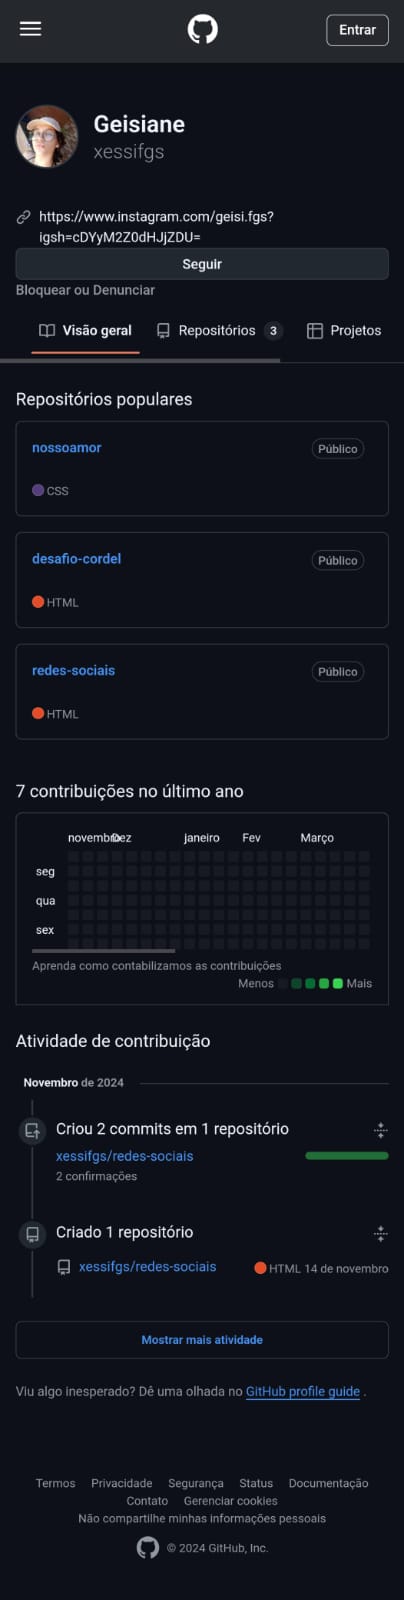 Entrar
Geisiane
xessifgs
https://www.instagram.com/geisi.fgs?
igsh=cDYyM2Z0dHJjZDU=
Seguir
Bloquear ou Denunciar
Visão geral Repositórios 3 Projetos
Repositórios populares
nossoamor Público
CSS
desafio-cordel Público
HTML
redes-sociais Público
HTML
7 contribuições no último ano
novembro Dez janeiro Fev Março
seg
qua
sex
Aprenda como contabilizamos as contribuições
Menos Mais
Atividade de contribuição
Novembro de 2024
Criou 2 commits em 1 repositório
xessifgs/redes-sociais
2 confirmações
Criado 1 repositório
xessifgs/redes-sociais HTML 14 de novembro
Mostrar mais atividade
Viu algo inesperado? Dê uma olhada no GitHub profile guide .
Termos Privacidade Segurança Status Documentação
Contato Gerenciar cookies
Não compartilhe minhas informações pessoais
© 2024 GitHub, Inc.